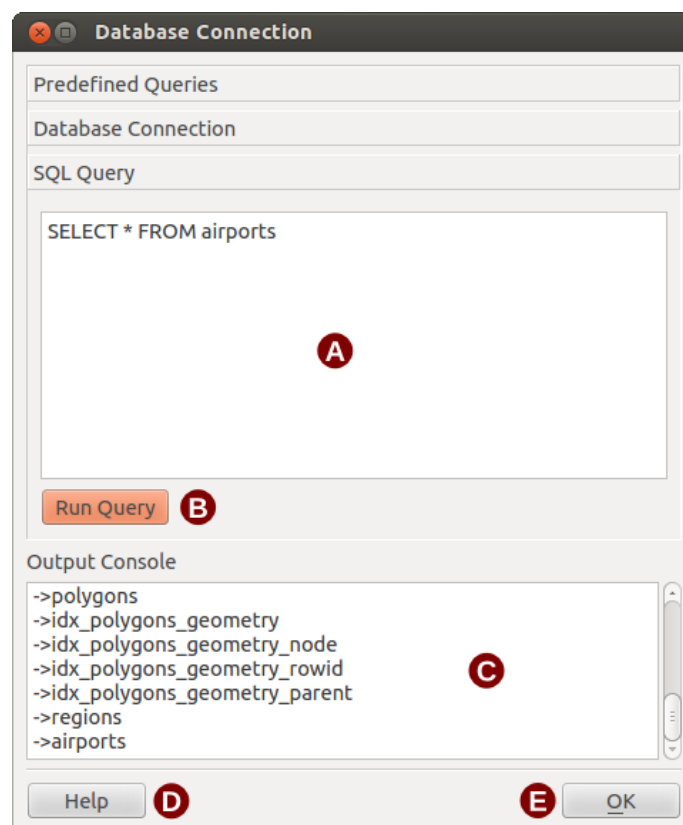 Database Connection
Predefined Queries
Database Connection
SQL Query
SELECT * FROM airports
A
Run Query B
Output Console
->polygons
->idx_polygons_geometry
->idx_polygons_geometry_node
->idx_polygons_geometry_rowid
->idx_polygons_geometry_parent
->regions
->airports
C
Help D E OK